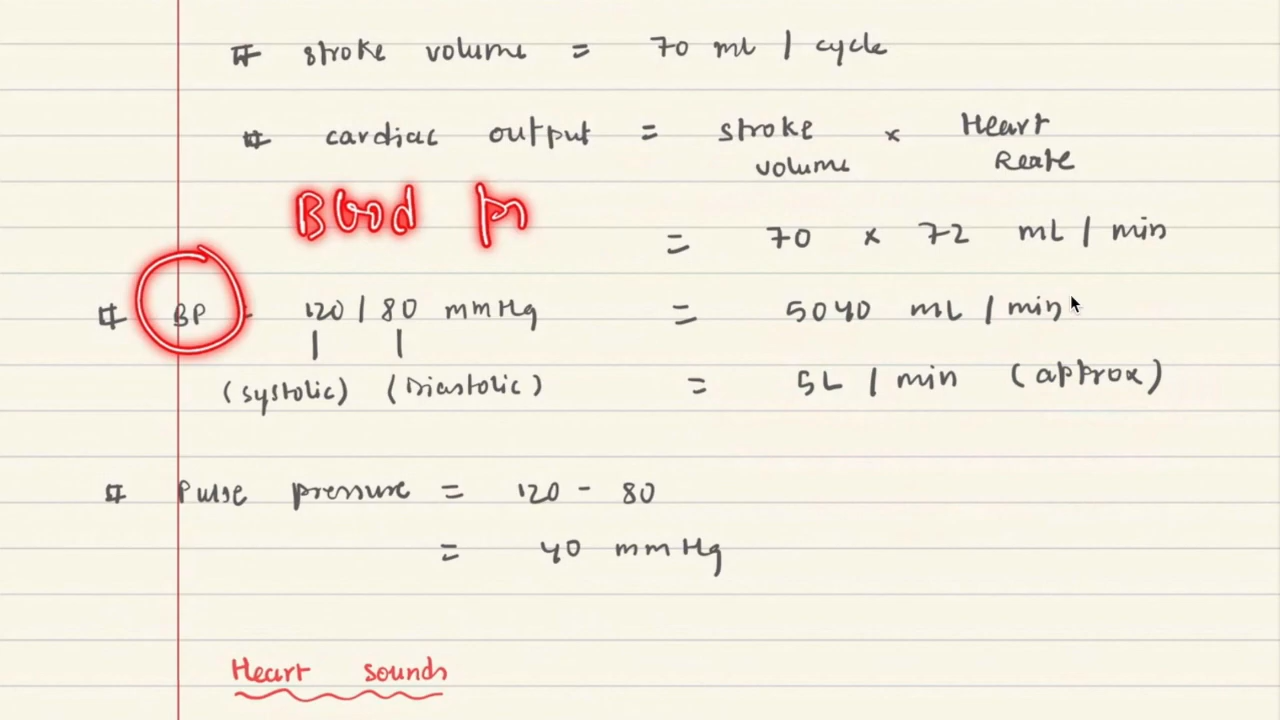 # stroke volume = 70 ml / cycle
# cardiac output = stroke volume × Heart Reate
Blood Pr
= 70 × 72 mL / min
# BP - 120 / 80 mmHg
= 5040 mL / min
(systolic) (Diastolic)
= 5L / min (approx)
# Pulse pressure = 120 - 80
= 40 mmHg
Heart sounds